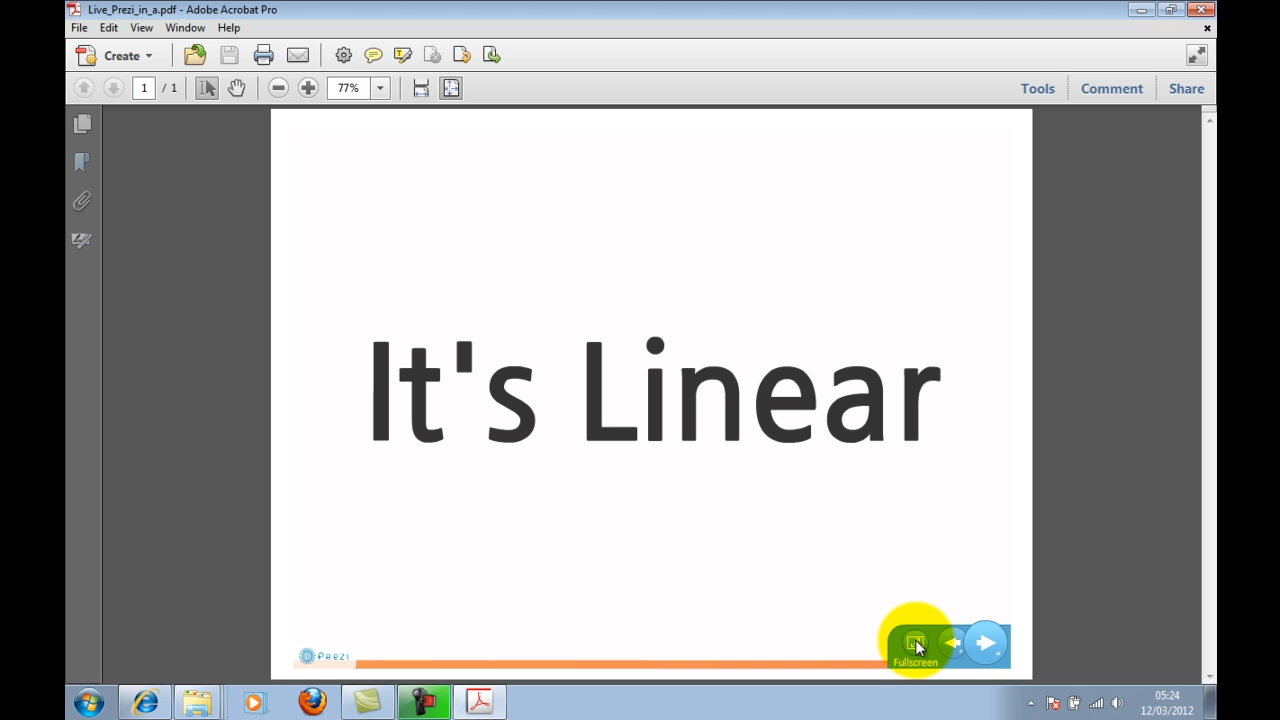 Live_Prezi_in_a.pdf - Adobe Acrobat Pro
File Edit View Window Help
Create
1 / 1 77% Tools Comment Share
It's Linear
Prezi
Fullscreen
05:24
12/03/2012